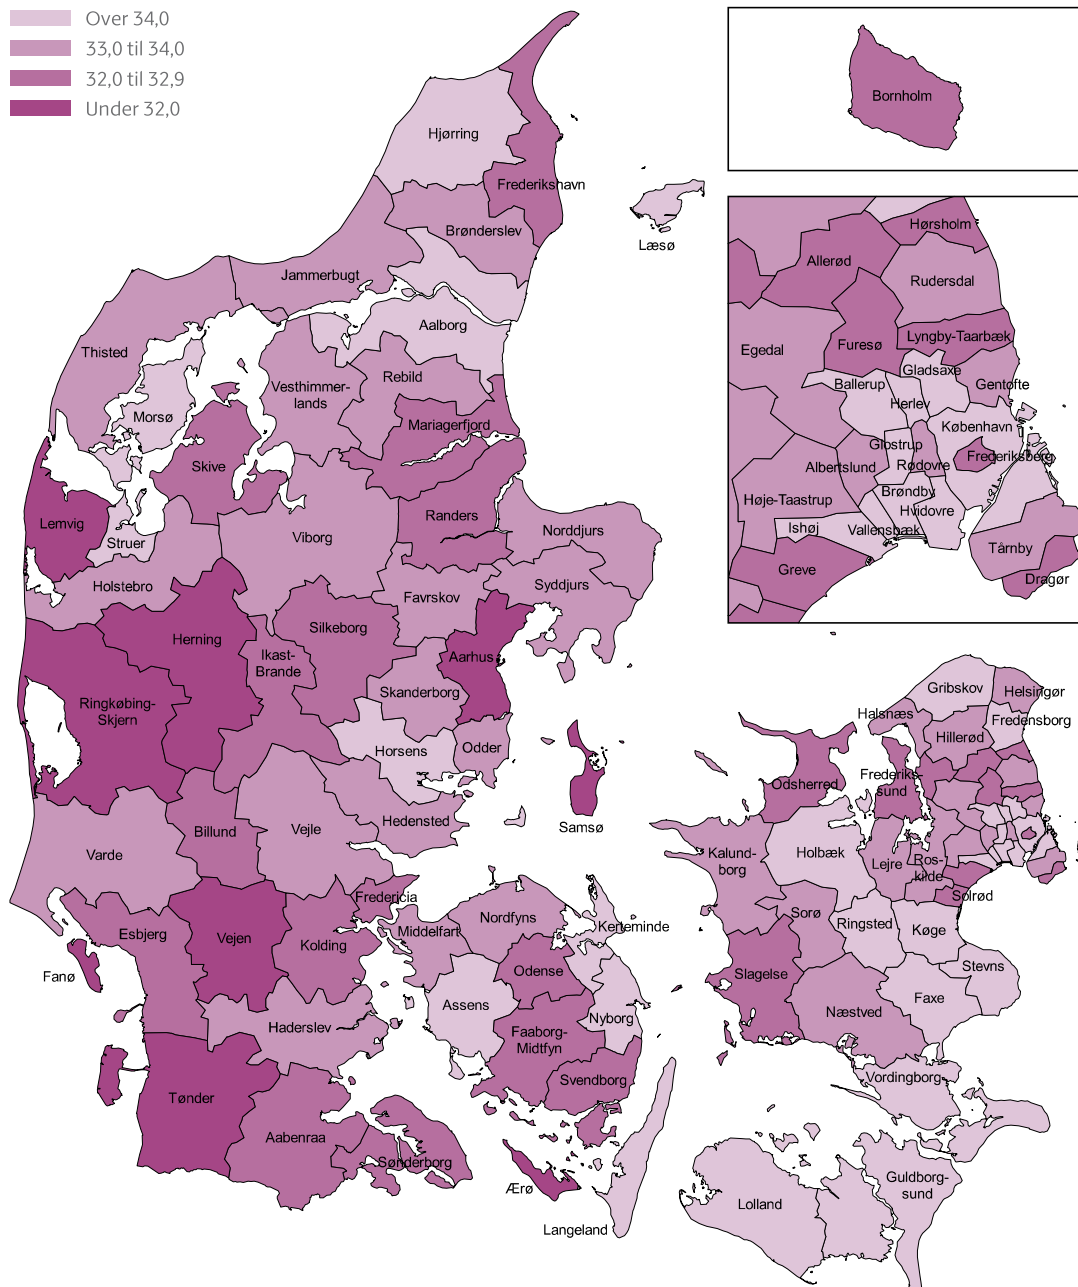 Over 34,0
33,0 til 34,0
32,0 til 32,9
Under 32,0
Bornholm
Hjørring
Frederikshavn
Brønderslev
Læsø
Jammerbugt
Aalborg
Thisted
Rebild
Vesthimmer-
lands
Morsø
Mariagerfjord
Skive
Lemvig
Randers
Struer
Viborg
Norddjurs
Holstebro
Syddjurs
Favrskov
Silkeborg
Herning
Ikast-
Brande
Aarhus
Skanderborg
Ringkøbing-
Skjern
Horsens
Odder
Samsø
Hedensted
Billund
Vejle
Varde
Fredericia
Nordfyns
Kerteminde
Middelfart
Esbjerg
Vejen
Kolding
Fanø
Odense
Assens
Nyborg
Haderslev
Faaborg-
Midtfyn
Svendborg
Tønder
Aabenraa
Sønderborg
Ærø
Langeland
Hørsholm
Allerød
Rudersdal
Egedal
Furesø
Lyngby-Taarbæk
Gladsaxe
Ballerup
Gentofte
Herlev
København
Glostrup
Frederiksberg
Albertslund
Rødovre
Brøndby
Høje-Taastrup
Hvidovre
Ishøj
Vallensbæk
Tårnby
Greve
Dragør
Gribskov
Helsingør
Halsnæs
Fredensborg
Hillerød
Frederiks-
sund
Odsherred
Holbæk
Kalund-
borg
Lejre
Ros-
kilde
Solrød
Sorø
Ringsted
Køge
Stevns
Slagelse
Næstved
Faxe
Vordingborg
Guldborg-
sund
Lolland